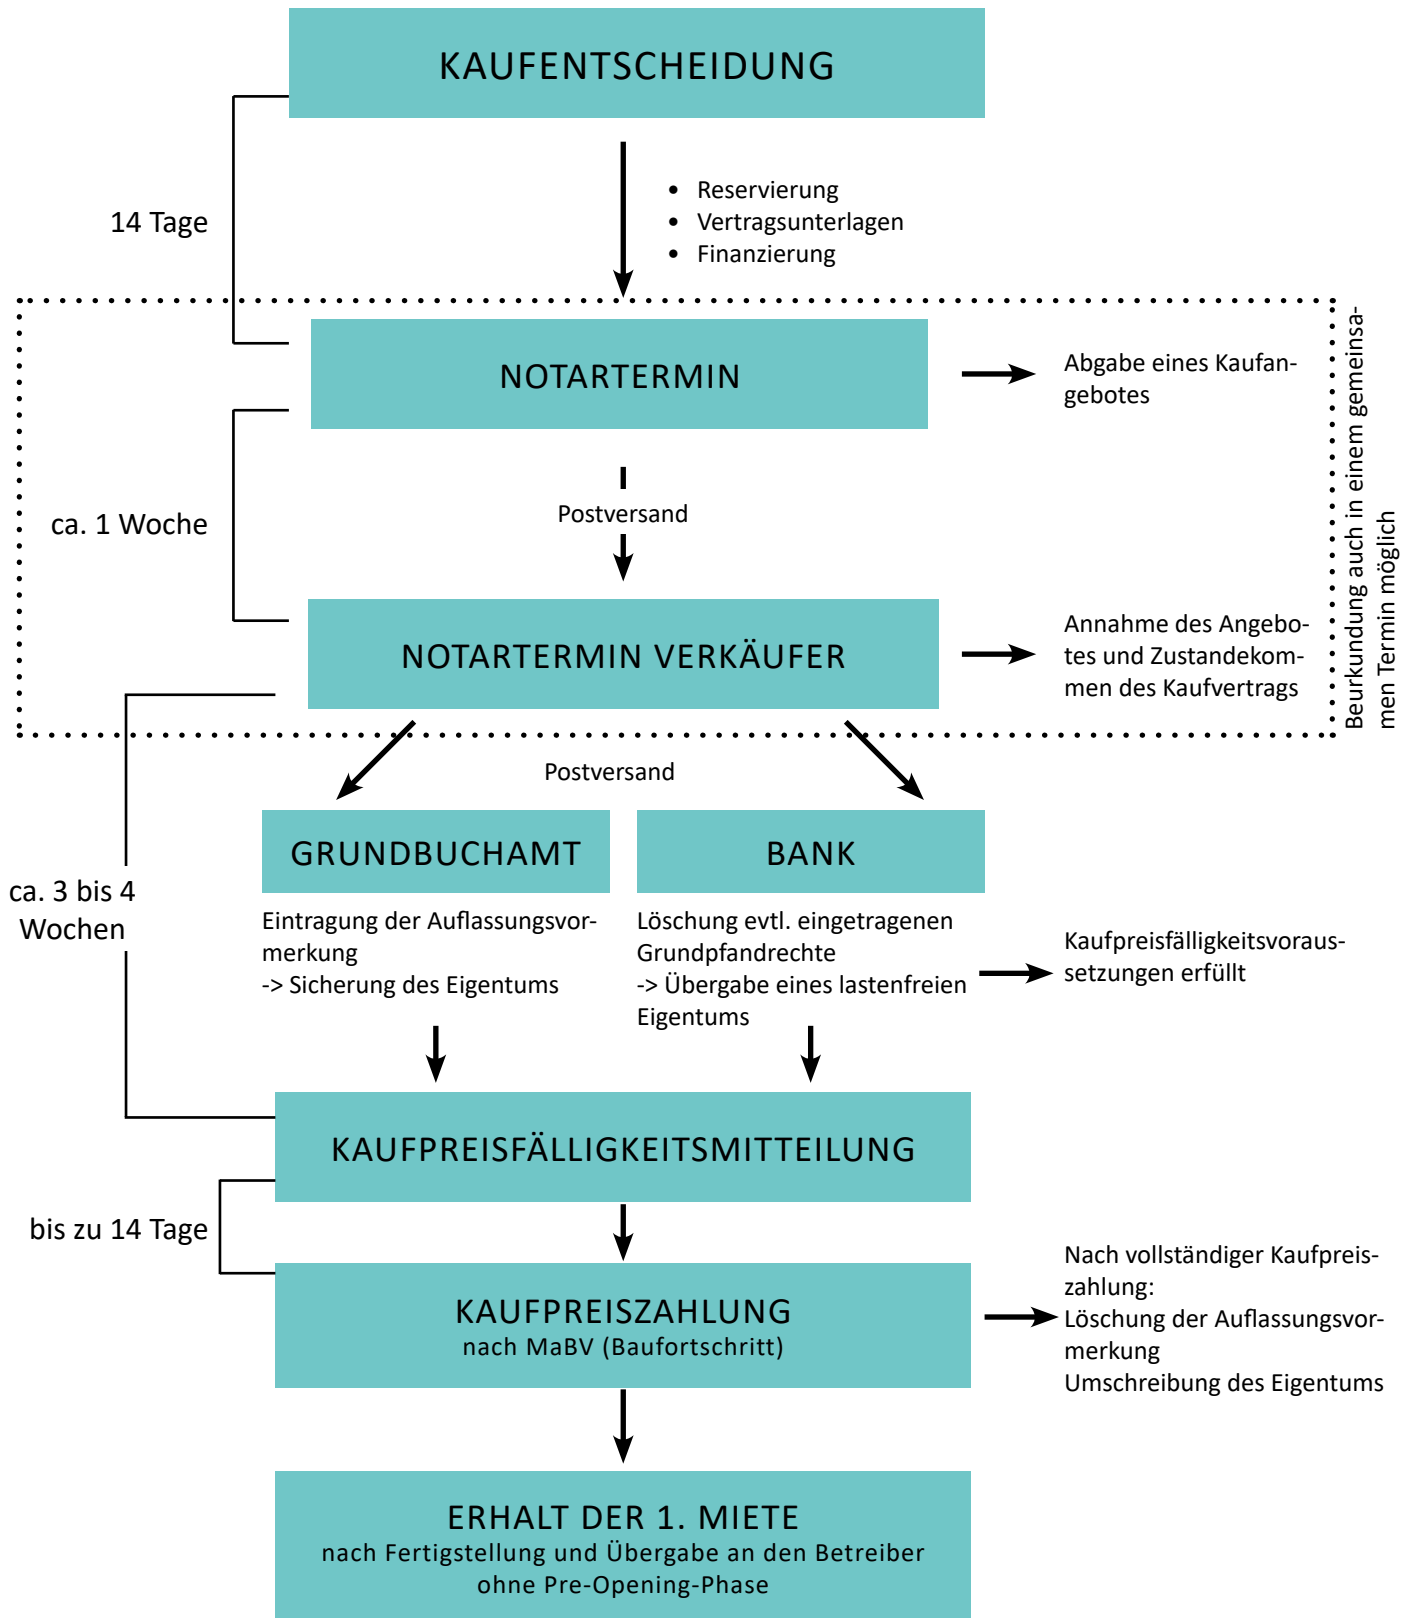 KAUFENTSCHEIDUNG
14 Tage
• Reservierung
• Vertragsunterlagen
• Finanzierung
NOTARTERMIN
Abgabe eines Kaufan-
gebotes
ca. 1 Woche
Postversand
NOTARTERMIN VERKÄUFER
Annahme des Angebo-
tes und Zustandekom-
men des Kaufvertrags
Beurkundung auch in einem gemeinsa-
men Termin möglich
Postversand
GRUNDBUCHAMT
BANK
ca. 3 bis 4
Wochen
Eintragung der Auflassungsvor-
merkung
-> Sicherung des Eigentums
Löschung evtl. eingetragenen
Grundpfandrechte
-> Übergabe eines lastenfreien
Eigentums
Kaufpreisfälligkeitsvoraus-
setzungen erfüllt
KAUFPREISFÄLLIGKEITSMITTEILUNG
bis zu 14 Tage
KAUFPREISZAHLUNG
nach MaBV (Baufortschritt)
Nach vollständiger Kaufpreis-
zahlung:
Löschung der Auflassungsvor-
merkung
Umschreibung des Eigentums
ERHALT DER 1. MIETE
nach Fertigstellung und Übergabe an den Betreiber
ohne Pre-Opening-Phase